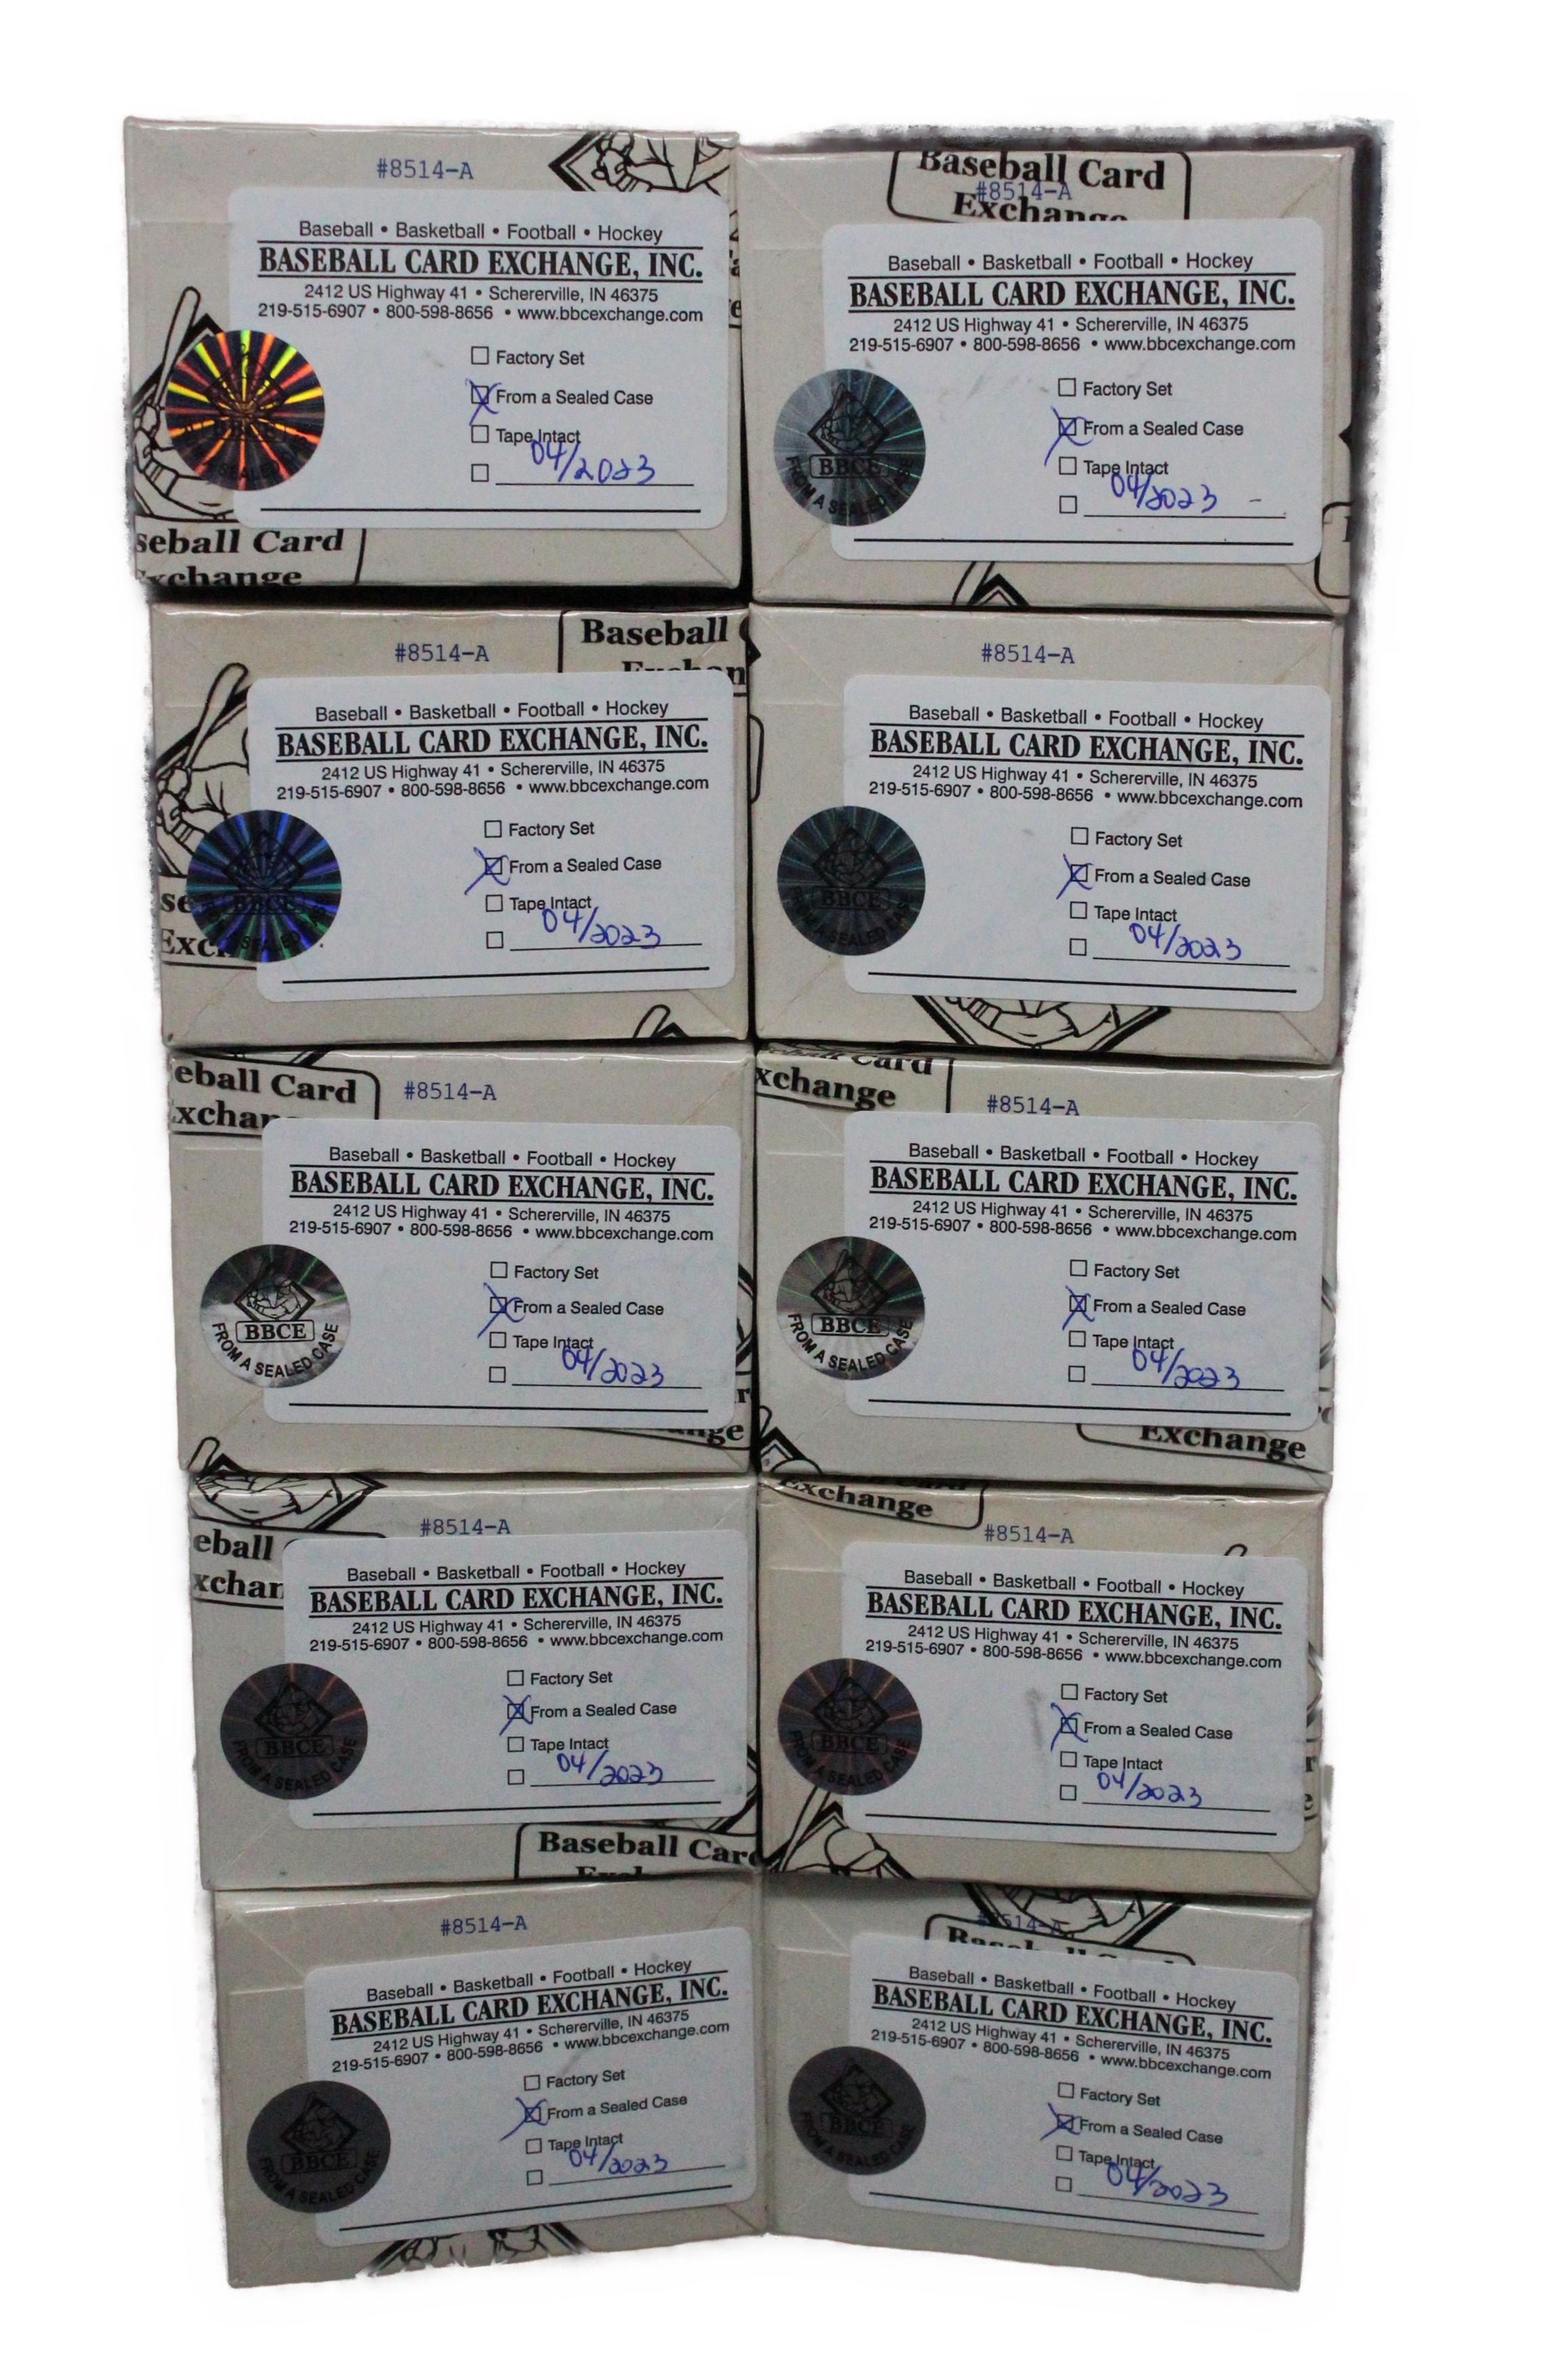 #8514-A
Baseball • Basketball • Football • Hockey
BASEBALL CARD EXCHANGE, INC.
2412 US Highway 41 • Schererville, IN 46375
219-515-6907 • 800-598-8656 • www.bbcexchange.com
Factory Set
From a Sealed Case
Tape Intact
04/2023
SEALED
seball Card
xchange
Baseball Card
Exchange
#8514-A
Baseball • Basketball • Football • Hockey
BASEBALL CARD EXCHANGE, INC.
2412 US Highway 41 • Schererville, IN 46375
219-515-6907 • 800-598-8656 • www.bbcexchange.com
Factory Set
From a Sealed Case
Tape Intact
04/2023
BBCE
FROM A SEALED CASE
Baseball C
Exchan
#8514-A
Baseball • Basketball • Football • Hockey
BASEBALL CARD EXCHANGE, INC.
2412 US Highway 41 • Schererville, IN 46375
219-515-6907 • 800-598-8656 • www.bbcexchange.com
Factory Set
From a Sealed Case
Tape Intact
04/2023
BBCE
SEALED CASE
se
Exc
#8514-A
Baseball • Basketball • Football • Hockey
BASEBALL CARD EXCHANGE, INC.
2412 US Highway 41 • Schererville, IN 46375
219-515-6907 • 800-598-8656 • www.bbcexchange.com
Factory Set
From a Sealed Case
Tape Intact
04/2023
BBCE
FROM A SEALED CASE
eball Card
xchan
#8514-A
Baseball • Basketball • Football • Hockey
BASEBALL CARD EXCHANGE, INC.
2412 US Highway 41 • Schererville, IN 46375
219-515-6907 • 800-598-8656 • www.bbcexchange.com
Factory Set
From a Sealed Case
Tape Intact
04/2023
BBCE
FROM A SEALED CASE
nge
Card
xchange
#8514-A
Baseball • Basketball • Football • Hockey
BASEBALL CARD EXCHANGE, INC.
2412 US Highway 41 • Schererville, IN 46375
219-515-6907 • 800-598-8656 • www.bbcexchange.com
Factory Set
From a Sealed Case
Tape Intact
04/2023
BBCE
FROM A SEALED CASE
Exchange
#8514-A
eball
xchan
Baseball • Basketball • Football • Hockey
BASEBALL CARD EXCHANGE, INC.
2412 US Highway 41 • Schererville, IN 46375
219-515-6907 • 800-598-8656 • www.bbcexchange.com
Factory Set
From a Sealed Case
Tape Intact
04/2023
BBCE
FROM A SEALED CASE
Baseball Card
Exchange
#8514-A
Baseball • Basketball • Football • Hockey
BASEBALL CARD EXCHANGE, INC.
2412 US Highway 41 • Schererville, IN 46375
219-515-6907 • 800-598-8656 • www.bbcexchange.com
Factory Set
From a Sealed Case
Tape Intact
04/2023
BBCE
FROM A SEALED CASE
#8514-A
Baseball • Basketball • Football • Hockey
BASEBALL CARD EXCHANGE, INC.
2412 US Highway 41 • Schererville, IN 46375
219-515-6907 • 800-598-8656 • www.bbcexchange.com
Factory Set
From a Sealed Case
Tape Intact
04/2023
BBCE
FROM A SEALED CASE
#8514-A
Baseball • Basketball • Football • Hockey
BASEBALL CARD EXCHANGE, INC.
2412 US Highway 41 • Schererville, IN 46375
219-515-6907 • 800-598-8656 • www.bbcexchange.com
Factory Set
From a Sealed Case
Tape Intact
04/2023
BBCE
FROM A SEALED CASE